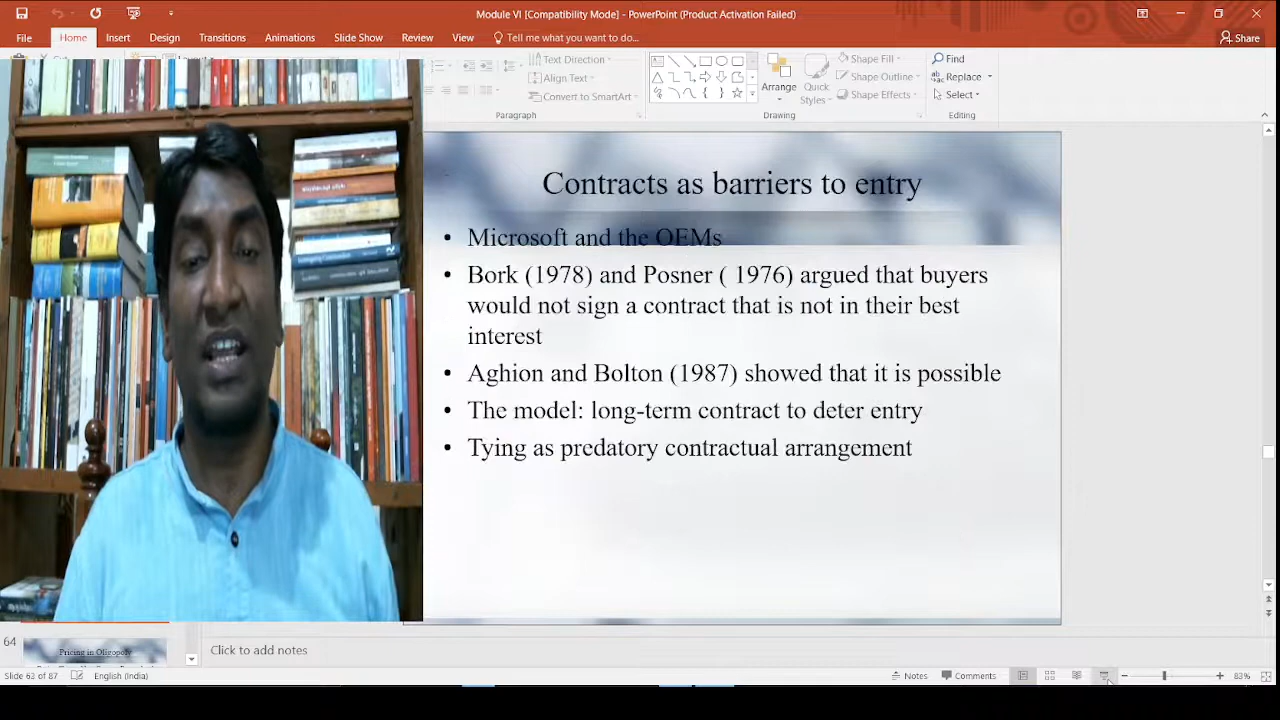 Module VI [Compatibility Mode] - PowerPoint (Product Activation Failed)
File Home Insert Design Transitions Animations Slide Show Review View Tell me what you want to do... Share
Text Direction
Align Text
Convert to SmartArt
Paragraph
Arrange
Quick
Styles
Shape Fill
Shape Outline
Shape Effects
Drawing
Find
Replace
Select
Editing
Contracts as barriers to entry
• Microsoft and the OEMs
• Bork (1978) and Posner ( 1976) argued that buyers
would not sign a contract that is not in their best
interest
• Aghion and Bolton (1987) showed that it is possible
• The model: long-term contract to deter entry
• Tying as predatory contractual arrangement
64
Pricing in Oligopoly
Click to add notes
Slide 63 of 87 English (India) Notes Comments 83%